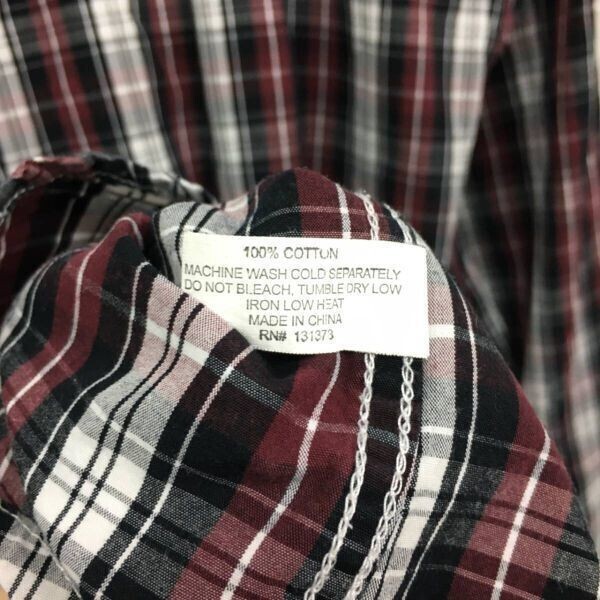 100% COTTON
MACHINE WASH COLD SEPARATELY
DO NOT BLEACH, TUMBLE DRY LOW
IRON LOW HEAT
MADE IN CHINA
RN# 131373